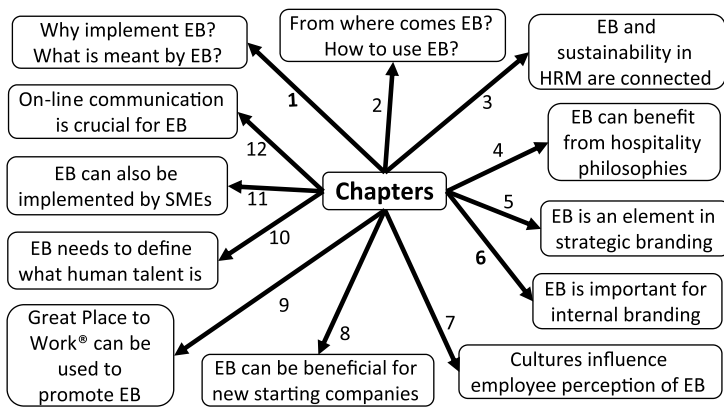 Why implement EB?
What is meant by EB?
From where comes EB?
How to use EB?
EB and
sustainability in
HRM are connected
On-line communication
is crucial for EB
1
2
3
EB can benefit
from hospitality
philosophies
12
4
EB can also be
implemented by SMEs
11
Chapters
5
EB is an element in
strategic branding
10
EB needs to define
what human talent is
6
EB is important for
internal branding
9
Great Place to
Work® can be
used to
promote EB
8
7
EB can be beneficial for
new starting companies
Cultures influence
employee perception of EB